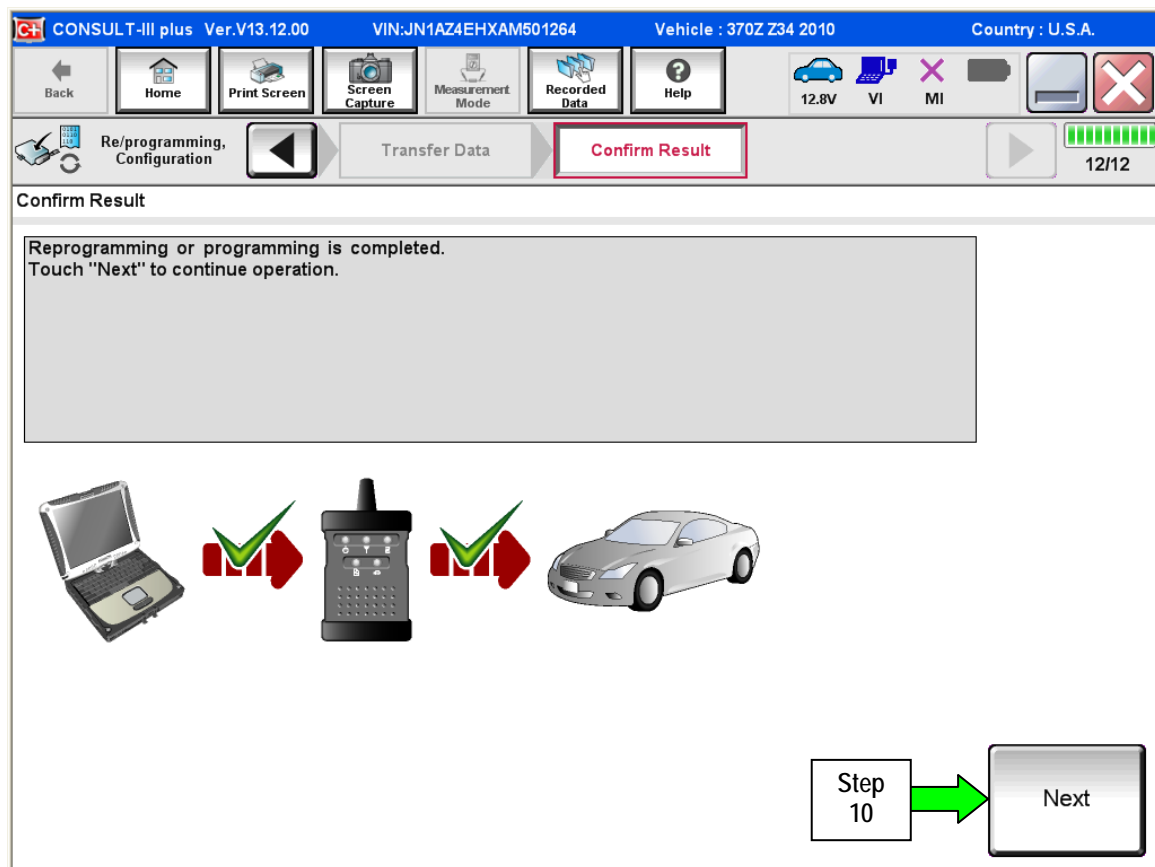 C+ CONSULT-III plus Ver.V13.12.00 VIN:JN1AZ4EHXAM501264 Vehicle : 370Z Z34 2010 Country : U.S.A.
Back
Home
Print Screen
Screen
Capture
Measurement
Mode
Recorded
Data
?
Help
12.8V
VI
MI
Re/programming,
Configuration
Transfer Data
Confirm Result
12/12
Confirm Result
Reprogramming or programming is completed.
Touch "Next" to continue operation.
Step
10
Next